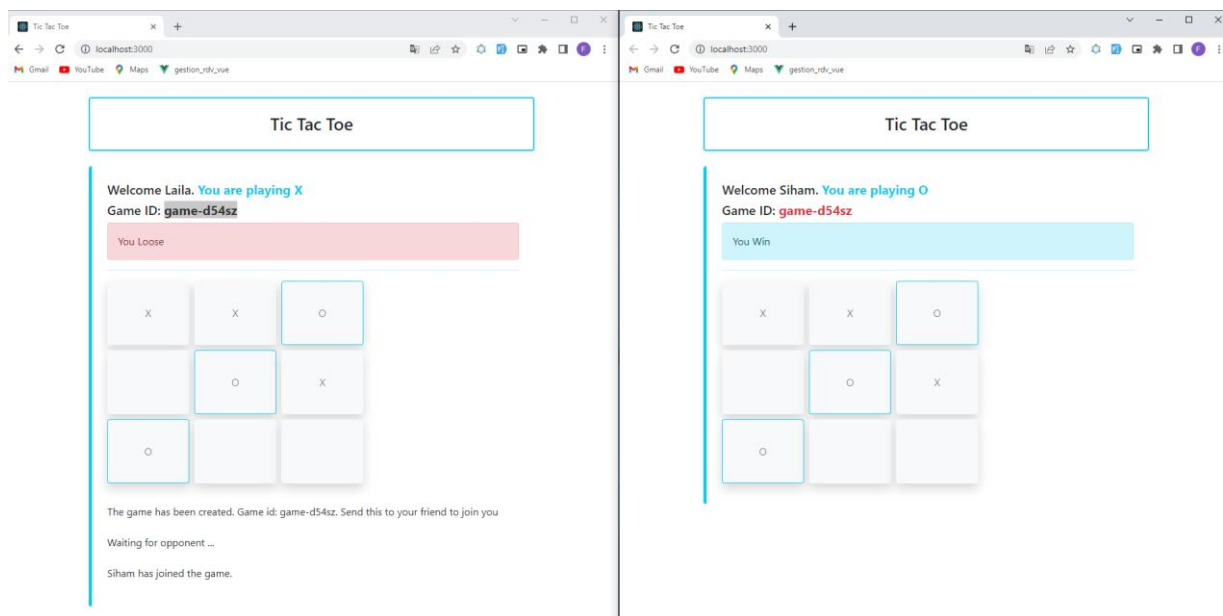 Tic Tac Toe
localhost:3000
Gmail YouTube Maps gestion_rdv_vue
Tic Tac Toe
Welcome Laila. You are playing X
Game ID: game-d54sz
You Loose
X X O
O X
O
The game has been created. Game id: game-d54sz. Send this to your friend to join you
Waiting for opponent ...
Siham has joined the game.
Tic Tac Toe
localhost:3000
F
Gmail YouTube Maps gestion_rdv_vue
Tic Tac Toe
Welcome Siham. You are playing O
Game ID: game-d54sz
You Win
X X O
O X
O